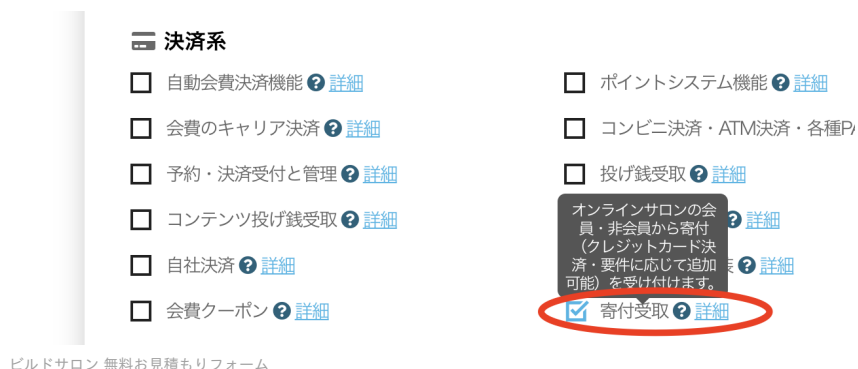 決済系
自動会費決済機能 ? 詳細
ポイントシステム機能 ? 詳細
会費のキャリア決済 ? 詳細
コンビニ決済・ATM決済・各種PA
予約・決済受付と管理 ? 詳細
投げ銭受取 ? 詳細
オンラインサロンの会
員・非会員から寄付
（クレジットカード決
済・要件に応じて追加
可能）を受け付けます。
コンテンツ投げ銭受取 ? 詳細
? 詳細
自社決済 ? 詳細
? 詳細
会費クーポン ? 詳細
寄付受取 ? 詳細
ビルドサロン 無料お見積もりフォーム